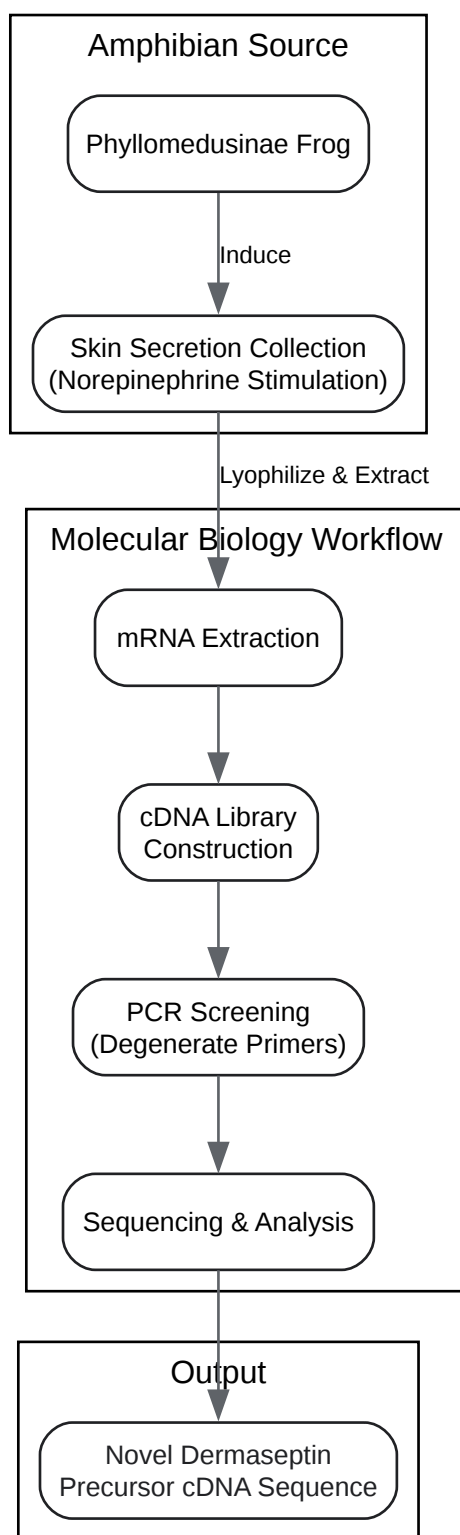 Amphibian Source
Phyllomedusinae Frog
Induce
Skin Secretion Collection
(Norepinephrine Stimulation)
Lyophilize & Extract
Molecular Biology Workflow
mRNA Extraction
cDNA Library
Construction
PCR Screening
(Degenerate Primers)
Sequencing & Analysis
Output
Novel Dermaseptin
Precursor cDNA Sequence